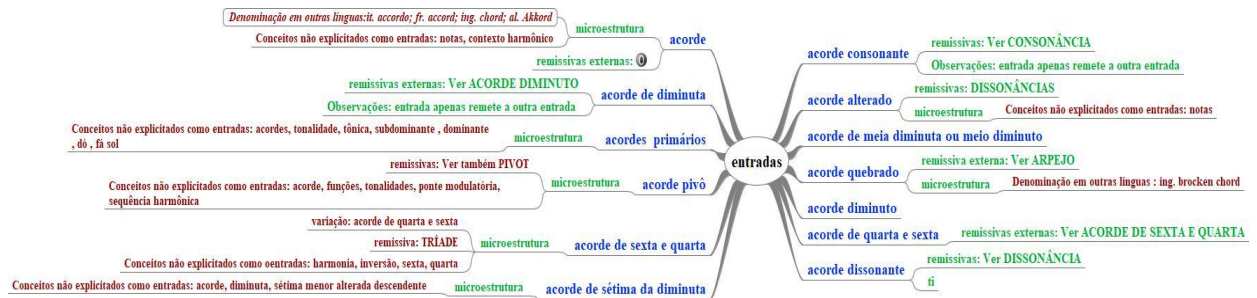 Denominação em outras línguas:it. accordo; fr. accord; ing. chord; al. Akkord
microestrutura
Conceitos não explicitados como entradas: notas, contexto harmônico
acorde
remissivas externas: 0
remissivas externas: Ver ACORDE DIMINUTO
acorde de diminuta
Observações: entrada apenas remete a outra entrada
Conceitos não explicitados como entradas: acordes, tonalidade, tônica, subdominante , dominante
, dò , fà sol
microestrutura
acordes primários
remissivas: Ver também PIVOT
microestrutura
acorde pivô
Conceitos não explicitados como entradas: acorde, funções, tonalidades, ponte modulatória,
sequência harmônica
variação: acorde de quarta e sexta
remissiva: TRÍADE
microestrutura
acorde de sexta e quarta
Conceitos não explicitados como oentradas: harmonia, inversão, sexta, quarta
Conceitos não explicitados como entradas: acorde, diminuta, sétima menor alterada descendente
microestrutura
acorde de sétima da diminuta
entradas
acorde consonante
remissivas: Ver CONSONÂNCIA
Observações: entrada apenas remete a outra entrada
acorde alterado
remissivas: DISSONÂNCIAS
microestrutura
Conceitos não explicitados como entradas: notas
acorde de meia diminuta ou meio diminuto
acorde quebrado
remissiva externa: Ver ARPEJO
microestrutura
Denominação em outras línguas : ing. brocken chord
acorde diminuto
acorde de quarta e sexta
remissivas externas: Ver ACORDE DE SEXTA E QUARTA
acorde dissonante
remissivas: Ver DISSONÂNCIA
ti